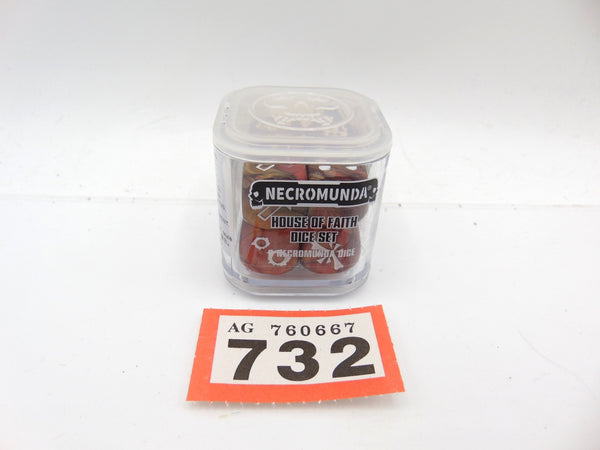 NECROMUNDA
HOUSE OF FAITH
DICE SET
NECROMUNDA DICE
AG 760667
732